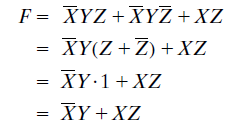 F = X̅YZ + X̅YZ̅ + XZ
= X̅Y(Z + Z̅) + XZ
= X̅Y·1 + XZ
= X̅Y + XZ